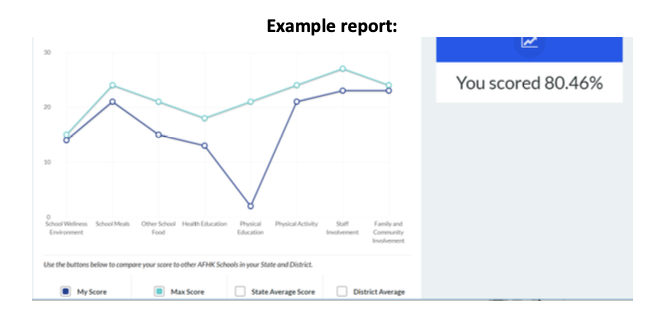 Example report:
30
You scored 80.46%
20
10
0
School Wellness Environment
School Meals
Other School Food
Health Education
Physical Education
Physical Activity
Staff Involvement
Family and Community Involvement
Use the buttons below to compare your score to other AFHK Schools in your State and District.
My Score
Max Score
State Average Score
District Average